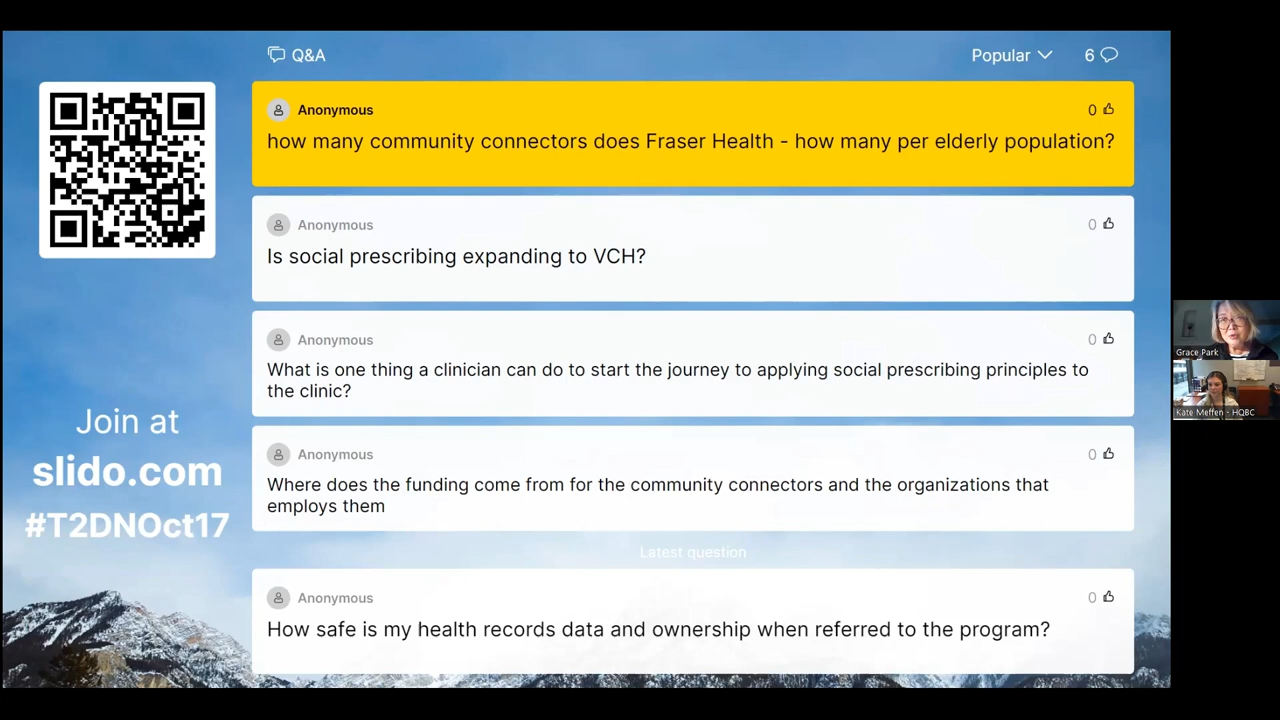 Q&A
Popular
6
Anonymous
0
how many community connectors does Fraser Health - how many per elderly population?
Anonymous
0
Is social prescribing expanding to VCH?
Anonymous
0
What is one thing a clinician can do to start the journey to applying social prescribing principles to
the clinic?
Anonymous
0
Where does the funding come from for the community connectors and the organizations that
employs them
Latest question
Anonymous
0
How safe is my health records data and ownership when referred to the program?
Join at
slido.com
#T2DNOct17
Grace Park
Kate Meffen - HQBC